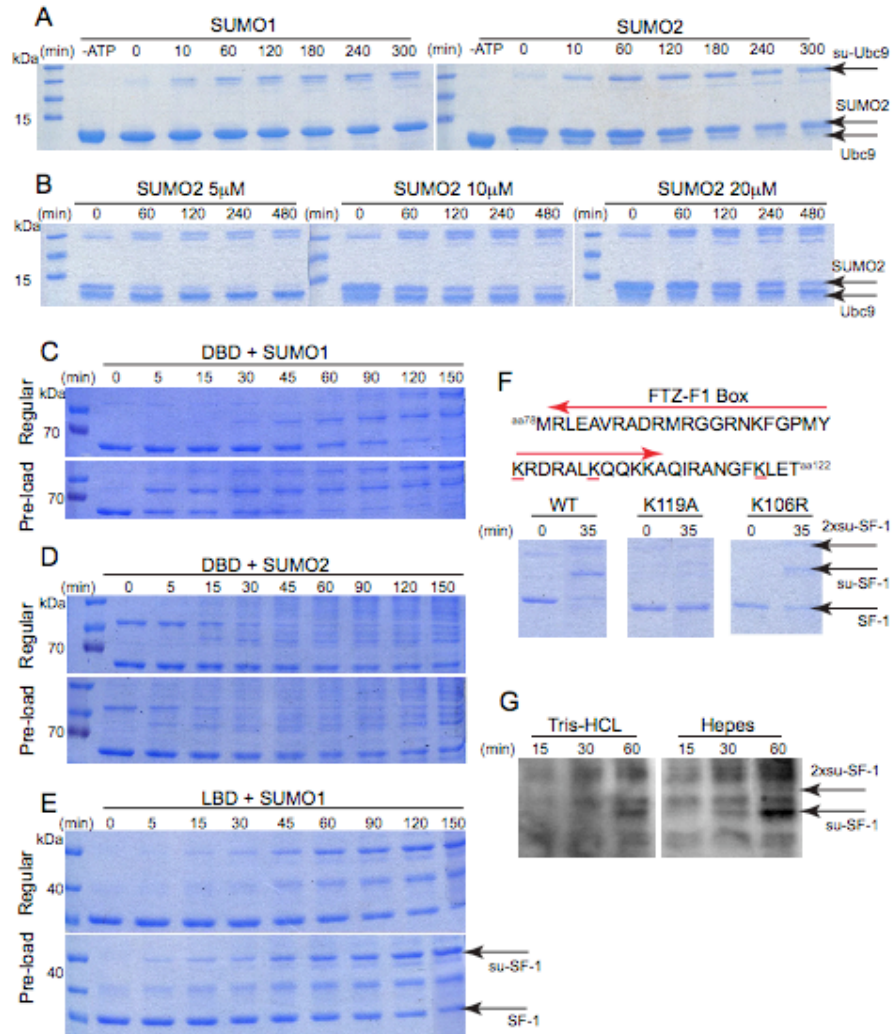 A
SUMO1 SUMO2
(min) -ATP 0 10 60 120 180 240 300 (min) -ATP 0 10 60 120 180 240 300
kDa
su-Ubc9
15
SUMO2
Ubc9
B
SUMO2 5µM SUMO2 10µM SUMO2 20µM
(min) 0 60 120 240 480 (min) 0 60 120 240 480 (min) 0 60 120 240 480
kDa
15
SUMO2
Ubc9
C
DBD + SUMO1
(min) 0 5 15 30 45 60 90 120 150
kDa
Regular
70
Pre-load
70
D
DBD + SUMO2
(min) 0 5 15 30 45 60 90 120 150
kDa
Regular
70
Pre-load
70
E
LBD + SUMO1
(min) 0 5 15 30 45 60 90 120 150
kDa
Regular
40
Pre-load
40
su-SF-1
SF-1
F
FTZ-F1 Box
aa78MRLEAVRADRMRGGRNKFGPMY
KRDRALKQQKKAQIRANGFKLETaa122
WT K119A K106R
(min) 0 35 0 35 0 35
2xsu-SF-1
su-SF-1
SF-1
G
Tris-HCL Hepes
(min) 15 30 60 15 30 60
2xsu-SF-1
su-SF-1